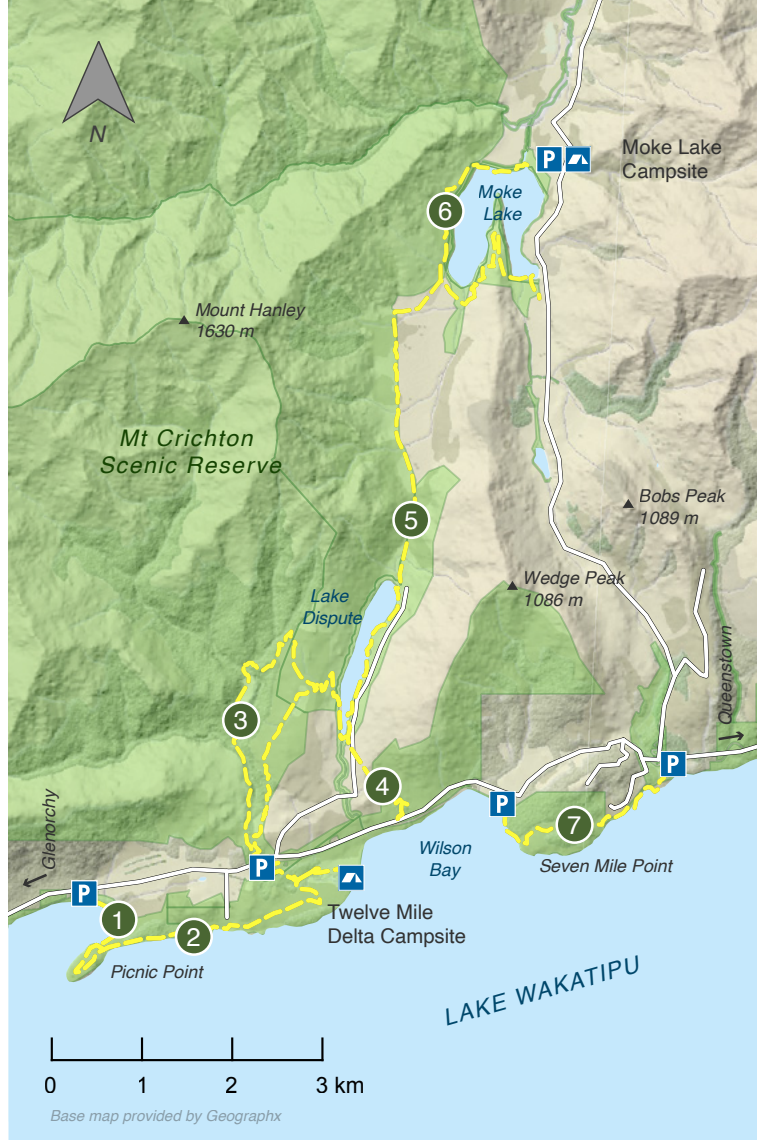 N
P
Moke Lake
Campsite
Moke
Lake
6
Mount Hanley
1630 m
Mt Crichton
Scenic Reserve
5
Bobs Peak
1089 m
Wedge Peak
1086 m
Lake
Dispute
Queenstown
3
4
P
P
7
Glenorchy
Wilson
Bay
Seven Mile Point
P
P
1
2
Twelve Mile
Delta Campsite
Picnic Point
LAKE WAKATIPU
0 1 2 3 km
Base map provided by Geographx